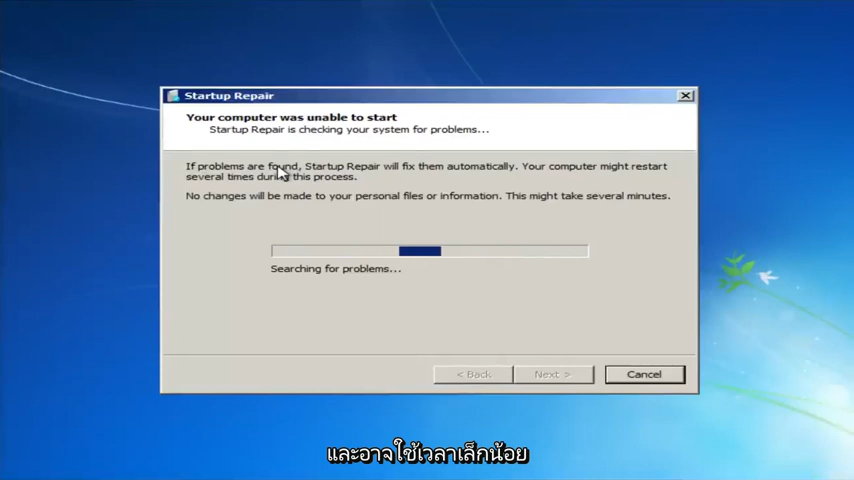 Startup Repair
Your computer was unable to start
Startup Repair is checking your system for problems...
If problems are found, Startup Repair will fix them automatically. Your computer might restart
several times during this process.
No changes will be made to your personal files or information. This might take several minutes.
Searching for problems...
< Back
Next >
Cancel
และอาจใช้เวลาเล็กน้อย